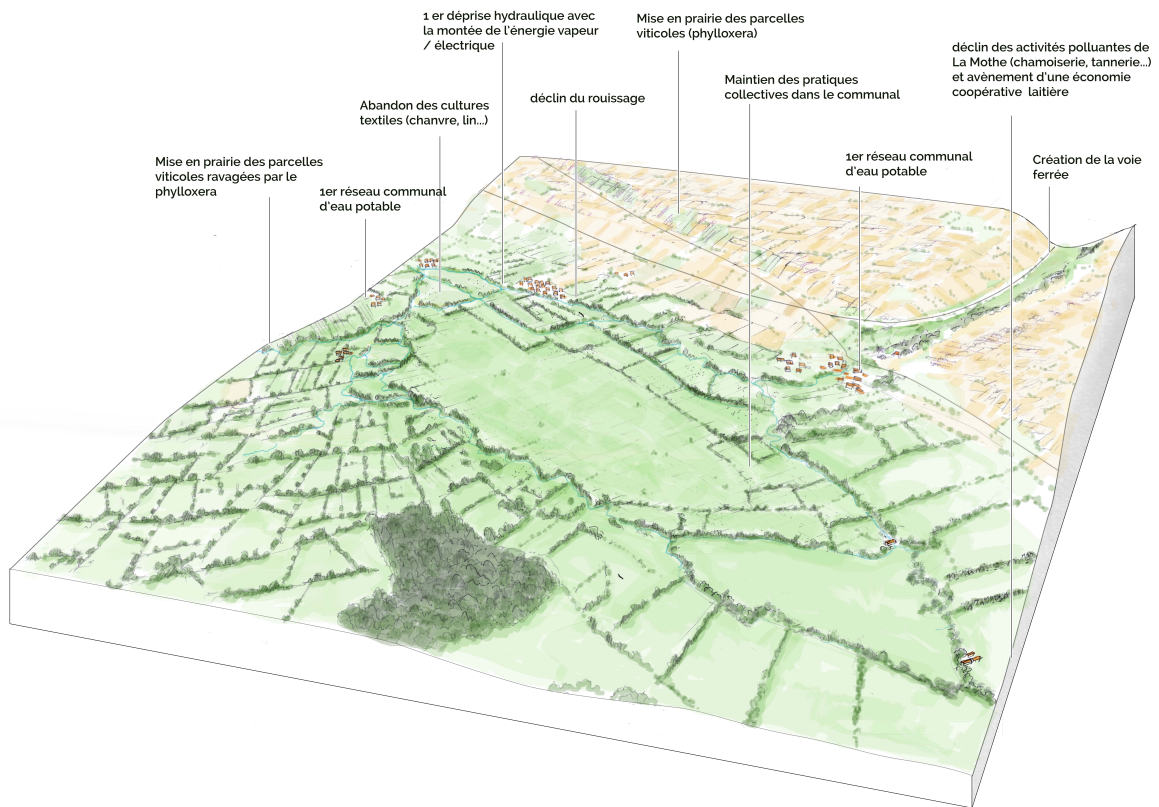 1 er déprise hydraulique avec
la montée de l'énergie vapeur
/ électrique
Mise en prairie des parcelles
viticoles (phylloxera)
déclin des activités polluantes de
La Mothe (chamoiserie, tannerie...)
et avènement d'une économie
coopérative laitière
Maintien des pratiques
collectives dans le communal
Abandon des cultures
textiles (chanvre, lin...)
déclin du rouissage
Mise en prairie des parcelles
viticoles ravagées par le
phylloxera
1er réseau communal
d'eau potable
1er réseau communal
d'eau potable
Création de la voie
ferrée